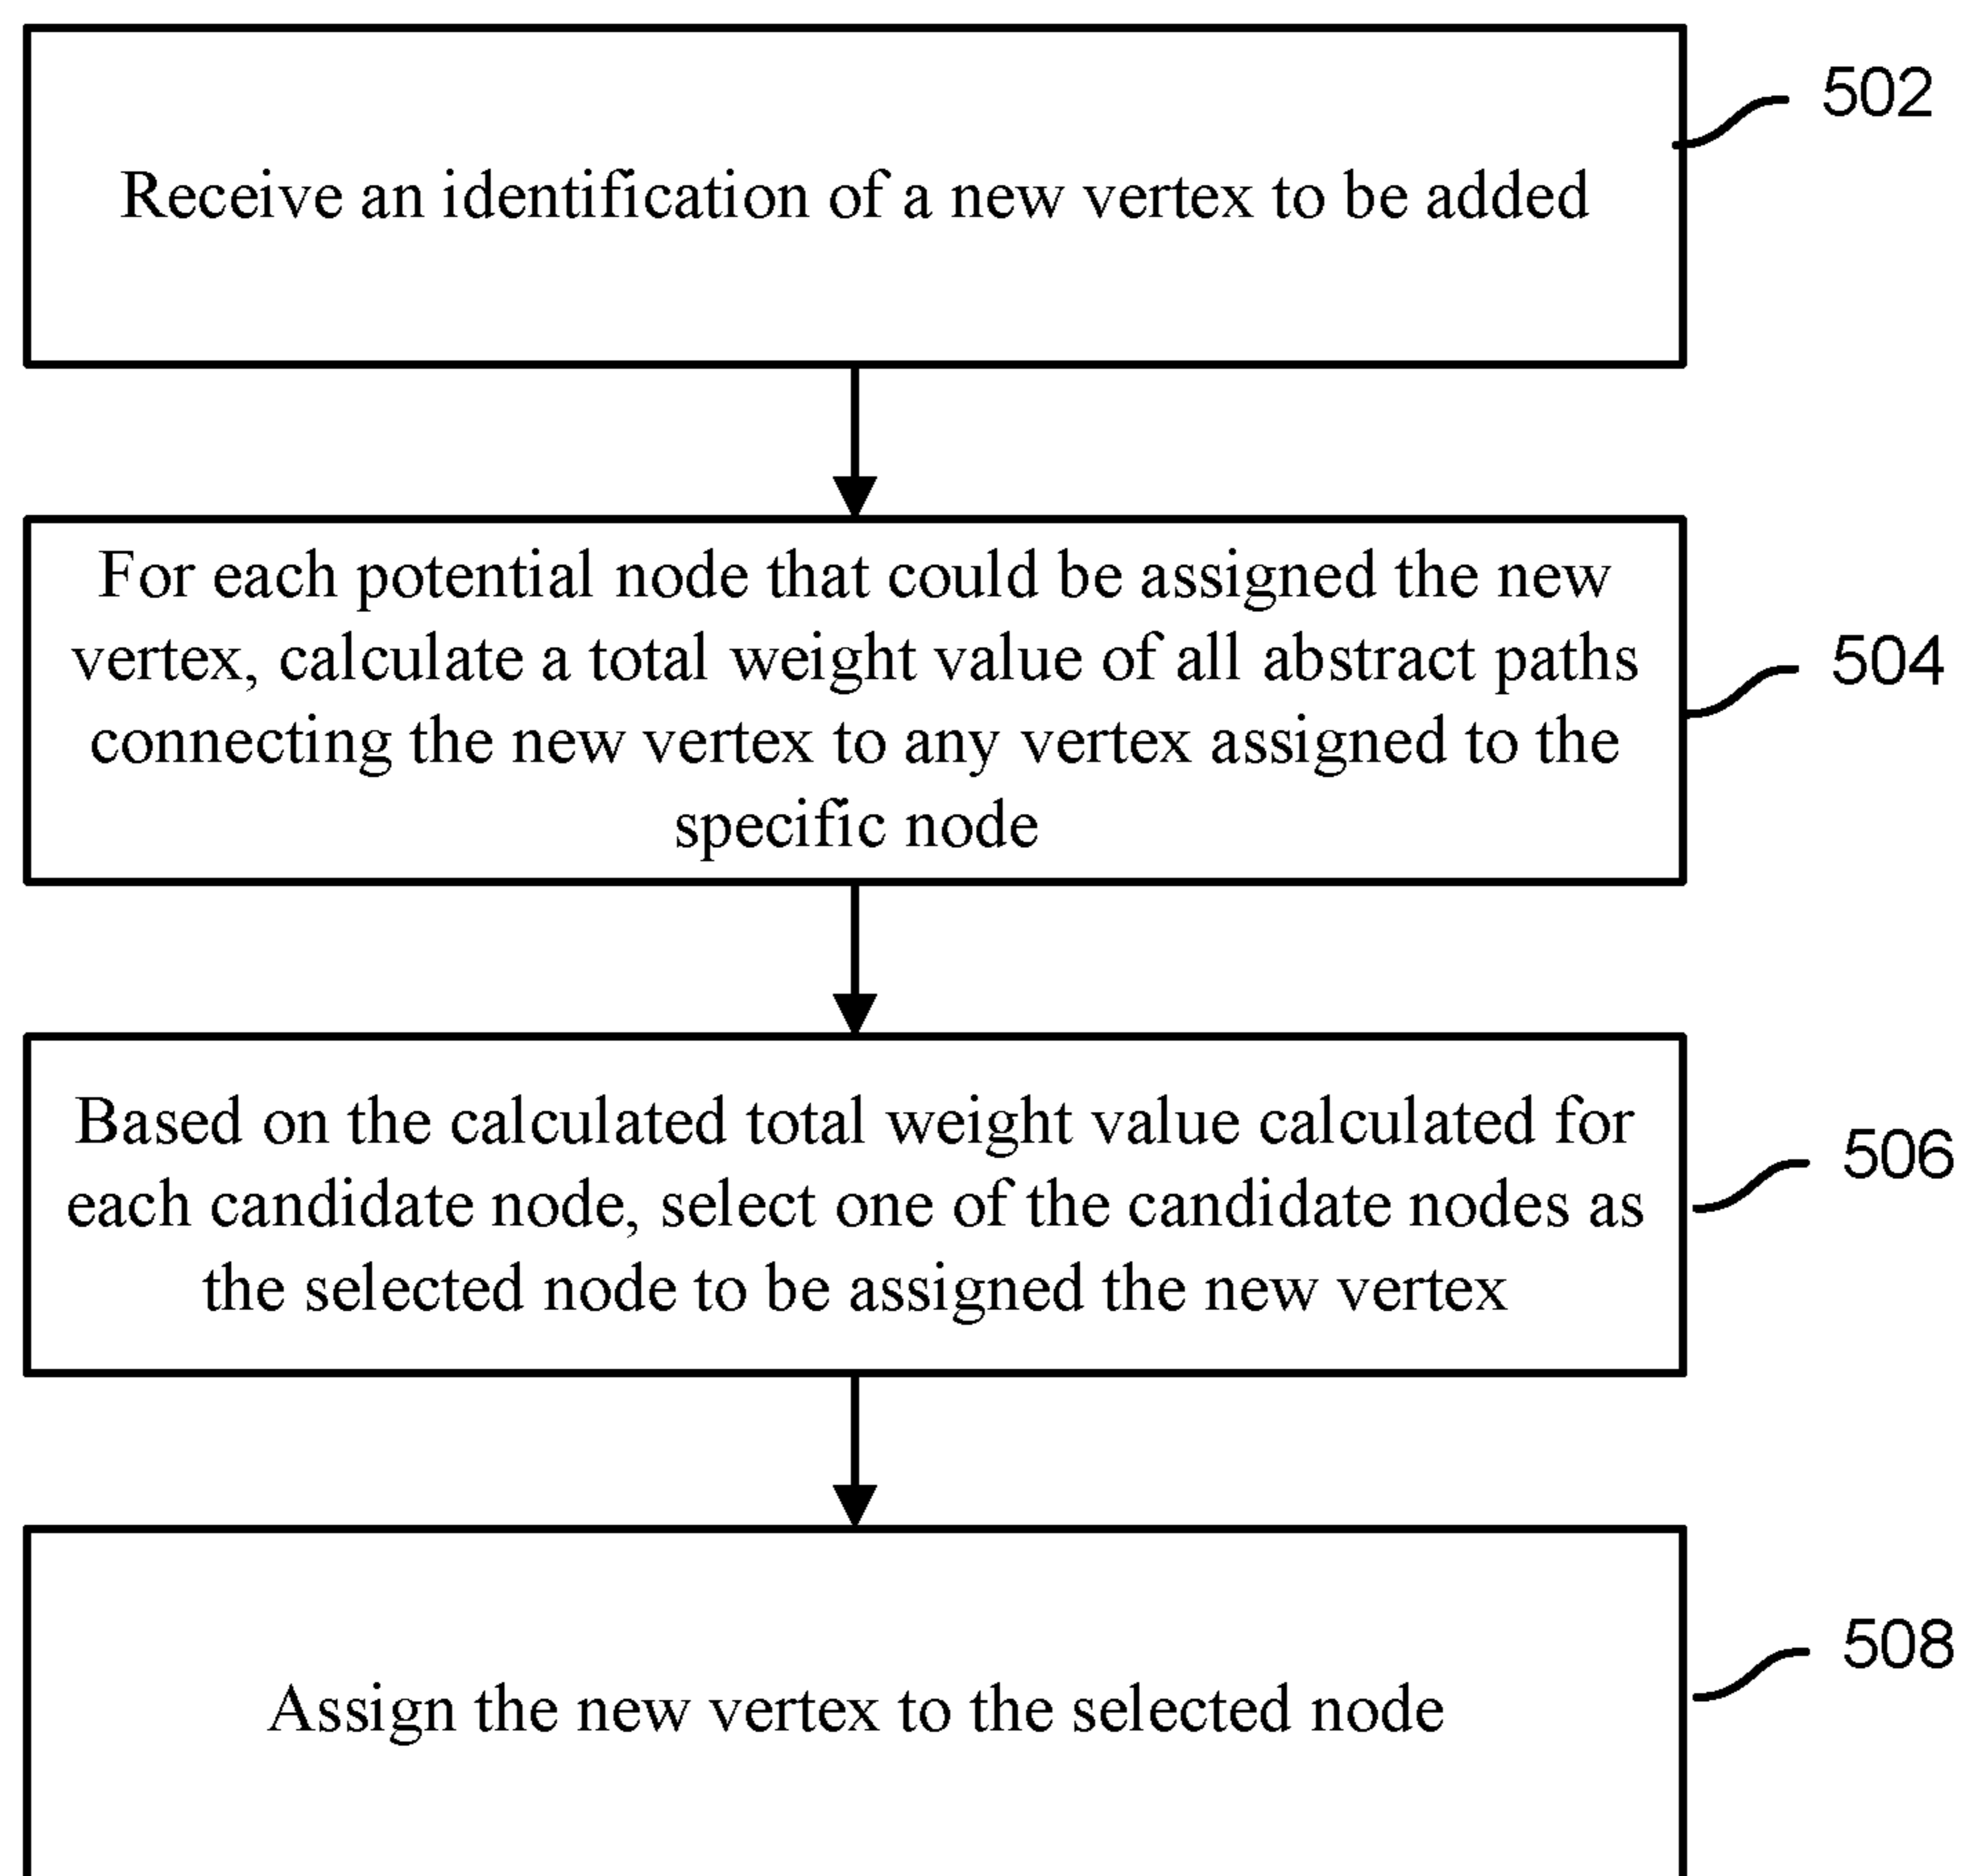 502
Receive an identification of a new vertex to be added
For each potential node that could be assigned the new
vertex, calculate a total weight value of all abstract paths
connecting the new vertex to any vertex assigned to the
specific node
504
Based on the calculated total weight value calculated for
each candidate node, select one of the candidate nodes as
the selected node to be assigned the new vertex
506
Assign the new vertex to the selected node
508